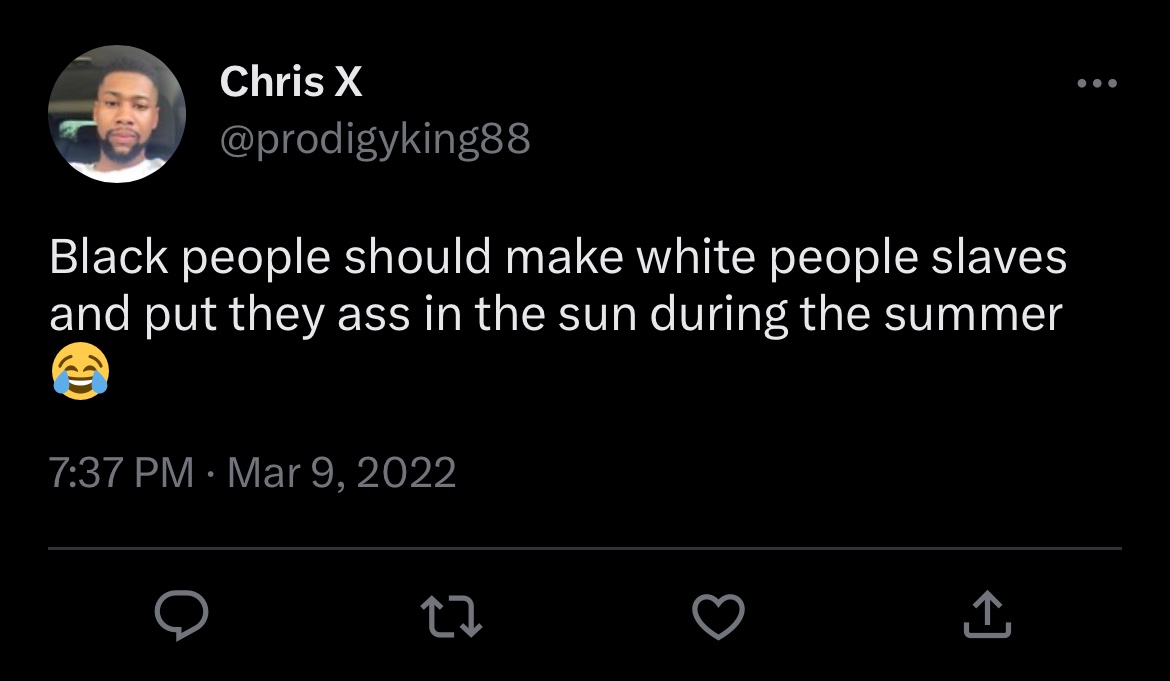 Chris X
@prodigyking88
Black people should make white people slaves
and put they ass in the sun during the summer
😂
7:37 PM · Mar 9, 2022